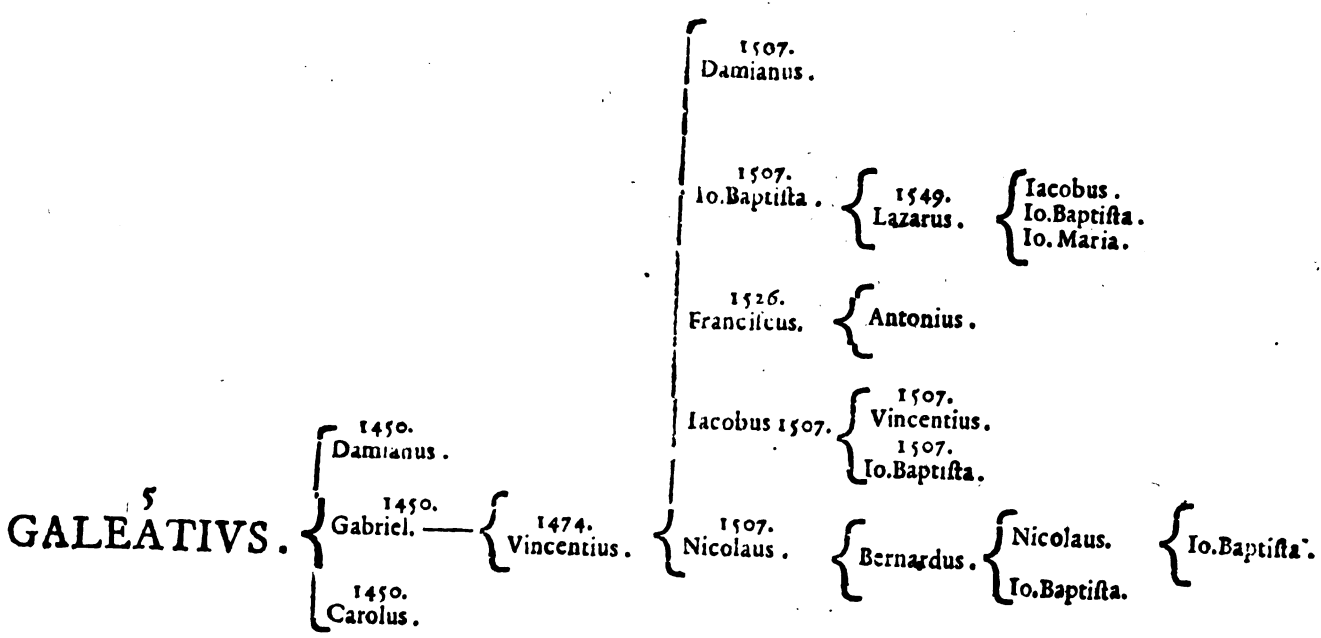 1507.
Damianus.
1507.
Io.Baptiſta.
1549.
Lazarus.
Iacobus.
Io.Baptiſta.
Io. Maria.
1526.
Franciſcus.
Antonius.
Iacobus 1507.
1507.
Vincentius.
1507.
Io.Baptiſta.
1450.
Damianus.
5
GALEATIVS.
1450.
Gabriel.
1474.
Vincentius.
1507.
Nicolaus.
Bernardus.
Nicolaus.
Io.Baptiſta.
Io.Baptiſta.
1450.
Carolus.